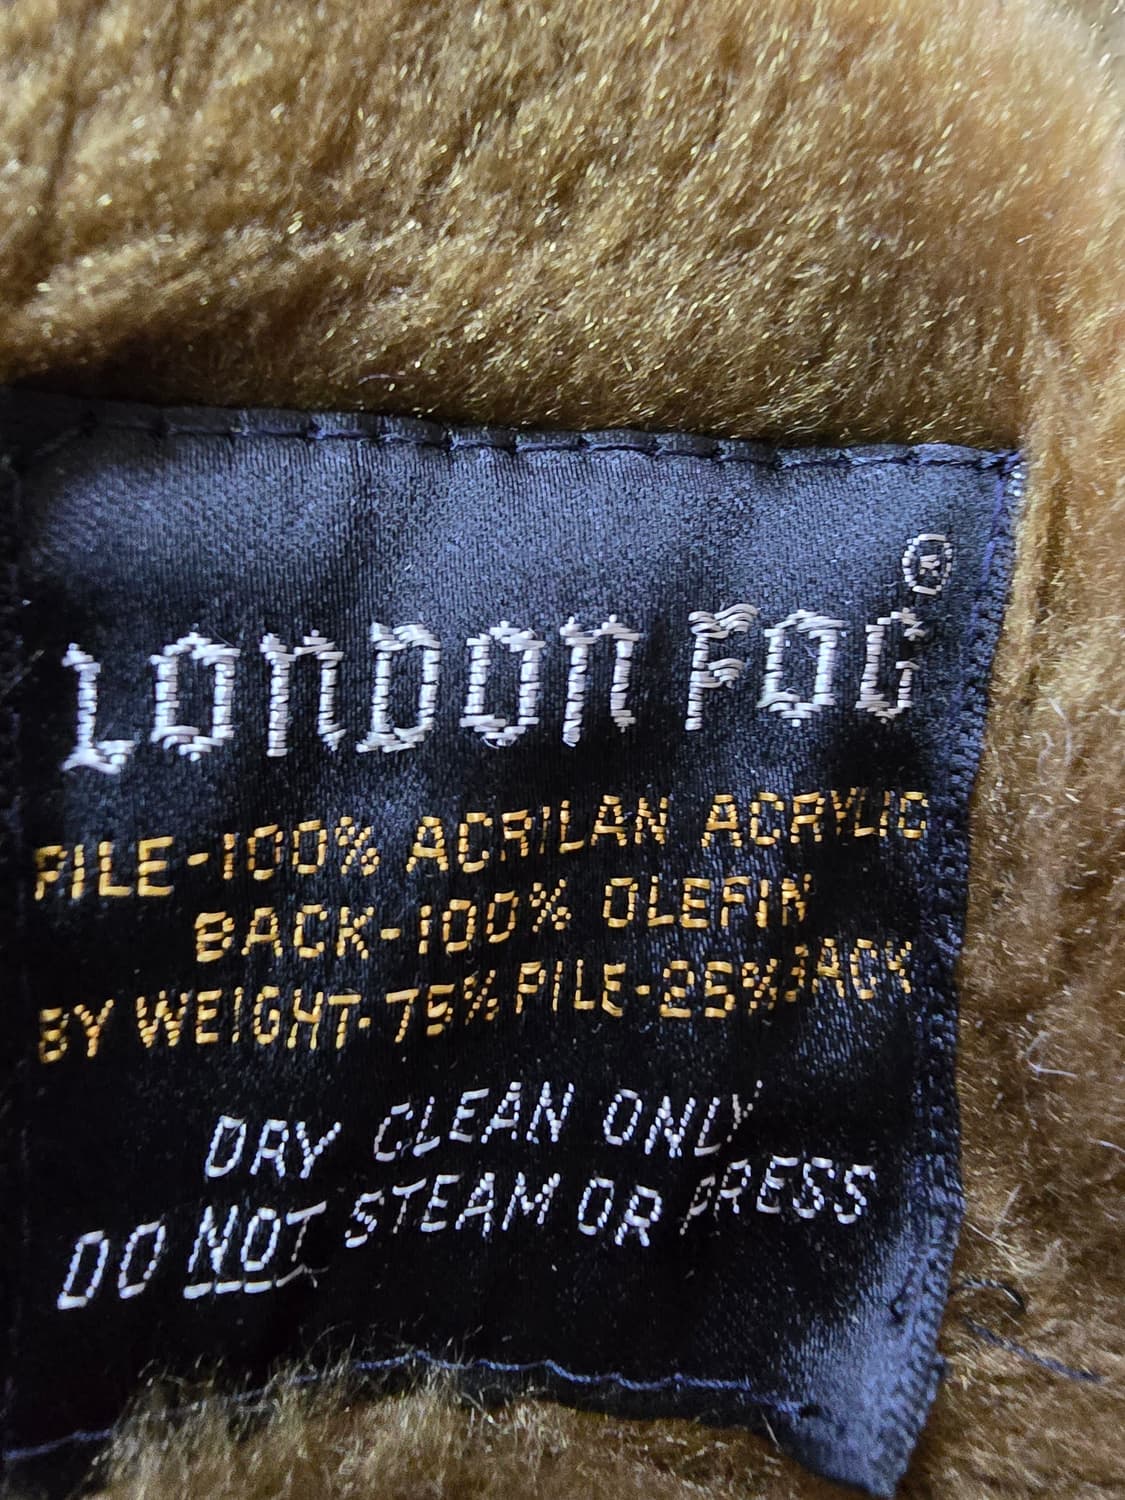 LONDON FOG®
PILE-100% ACRILAN ACRYLIC
BACK-100% OLEFIN
BY WEIGHT-75% PILE-25% BACK
DRY CLEAN ONLY
DO NOT STEAM OR PRESS